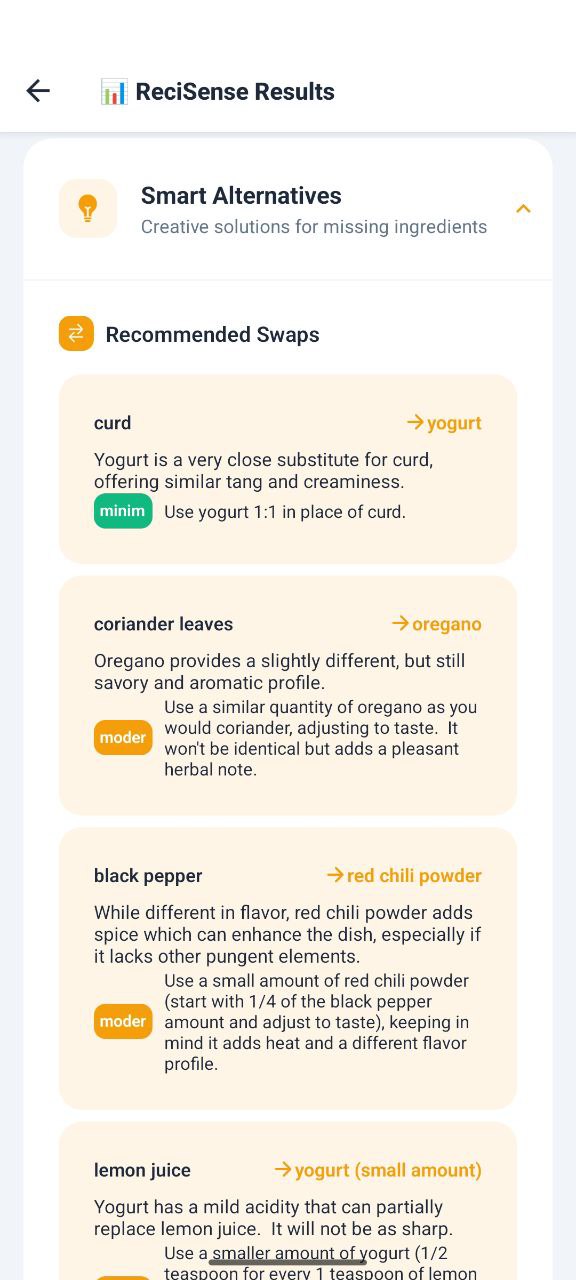 ReciSense Results
Smart Alternatives
Creative solutions for missing ingredients
Recommended Swaps
curd
→yogurt
Yogurt is a very close substitute for curd,
offering similar tang and creaminess.
minim
Use yogurt 1:1 in place of curd.
coriander leaves
→oregano
Oregano provides a slightly different, but still
savory and aromatic profile.
moder
Use a similar quantity of oregano as you
would coriander, adjusting to taste.  It
won't be identical but adds a pleasant
herbal note.
black pepper
→red chili powder
While different in flavor, red chili powder adds
spice which can enhance the dish, especially if
it lacks other pungent elements.
moder
Use a small amount of red chili powder
(start with 1/4 of the black pepper
amount and adjust to taste), keeping in
mind it adds heat and a different flavor
profile.
lemon juice
→yogurt (small amount)
Yogurt has a mild acidity that can partially
replace lemon juice.  It will not be as sharp.
Use a smaller amount of yogurt (1/2
teaspoon for every 1 teaspoon of lemon